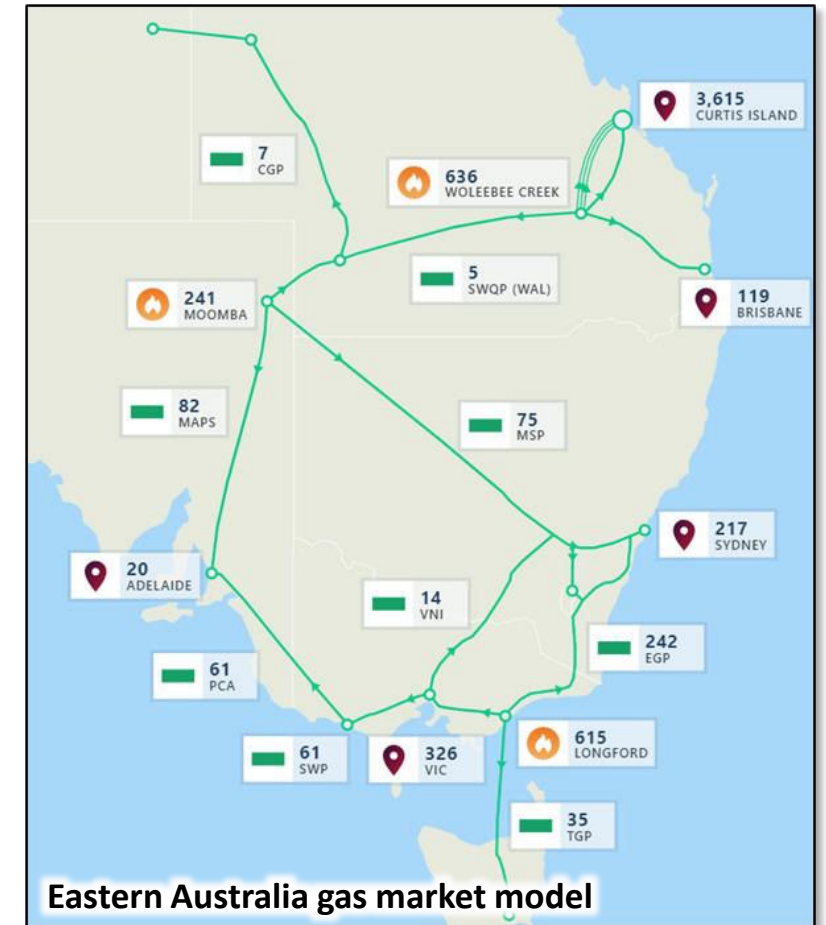 3,615
CURTIS ISLAND
7
CGP
636
WOLEEBEE CREEK
5
SWQP (WAL)
241
MOOMBA
119
BRISBANE
82
MAPS
75
MSP
217
SYDNEY
20
ADELAIDE
14
VNI
242
EGP
61
PCA
61
SWP
326
VIC
615
LONGFORD
35
TGP
Eastern Australia gas market model